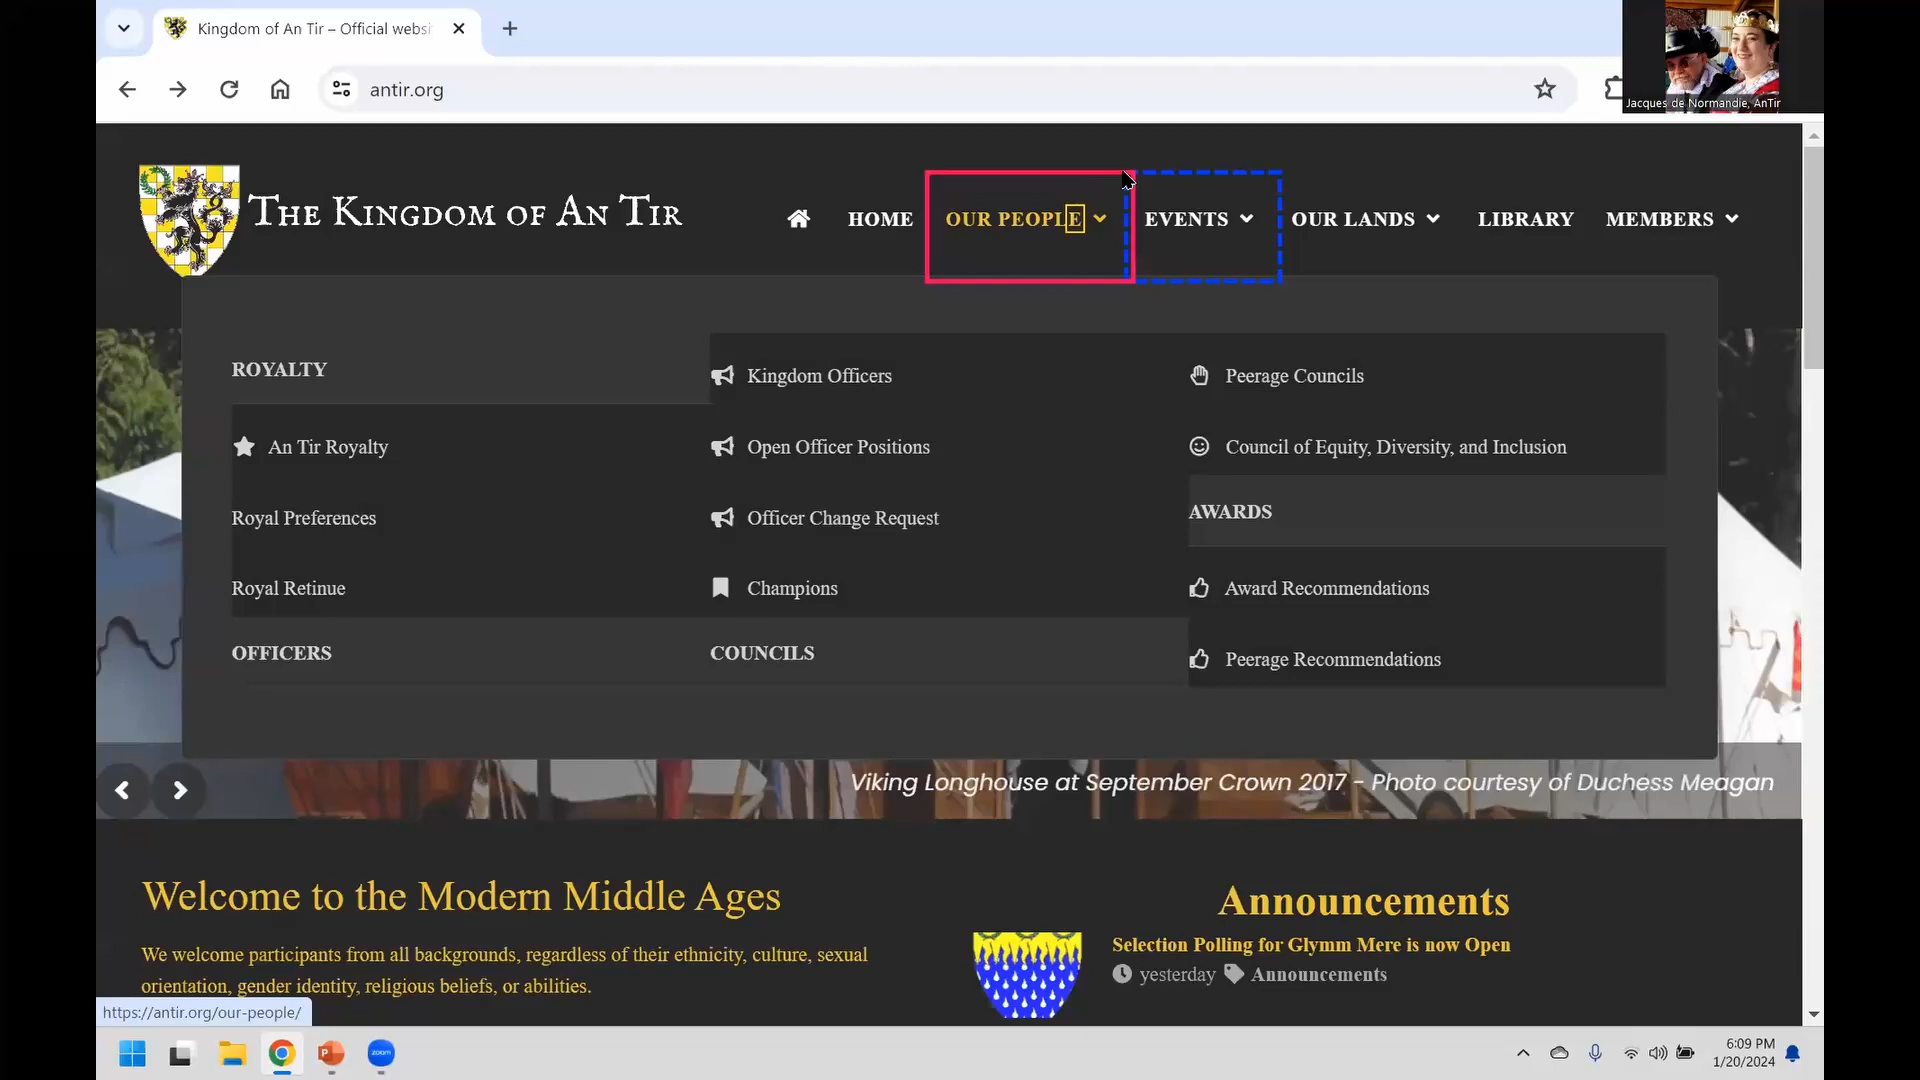 Kingdom of An Tir – Official websi
antir.org
Jacques de Normandie, AnTir
The Kingdom of An Tir
HOME
OUR PEOPLE
EVENTS
OUR LANDS
LIBRARY
MEMBERS
ROYALTY
An Tir Royalty
Royal Preferences
Royal Retinue
OFFICERS
Kingdom Officers
Open Officer Positions
Officer Change Request
Champions
COUNCILS
Peerage Councils
Council of Equity, Diversity, and Inclusion
AWARDS
Award Recommendations
Peerage Recommendations
Viking Longhouse at September Crown 2017 - Photo courtesy of Duchess Meagan
Welcome to the Modern Middle Ages
We welcome participants from all backgrounds, regardless of their ethnicity, culture, sexual
orientation, gender identity, religious beliefs, or abilities.
Announcements
Selection Polling for Glymm Mere is now Open
yesterday Announcements
https://antir.org/our-people/
zoom
6:09 PM
1/20/2024